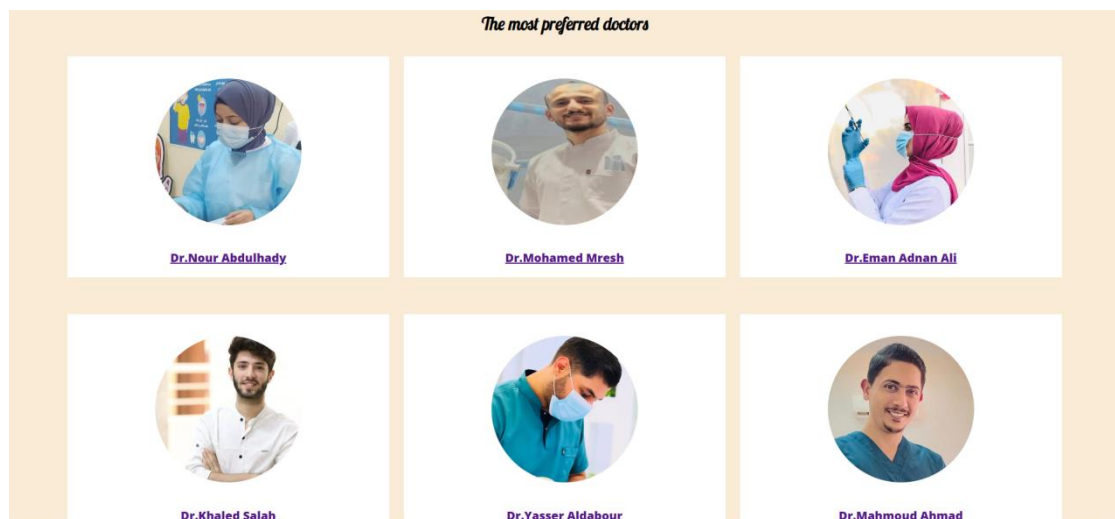 The most preferred doctors
Dr.Nour Abdulhady
Dr.Mohamed Mresh
Dr.Eman Adnan Ali
Dr.Khaled Salah
Dr.Yasser Aldabour
Dr.Mahmoud Ahmad